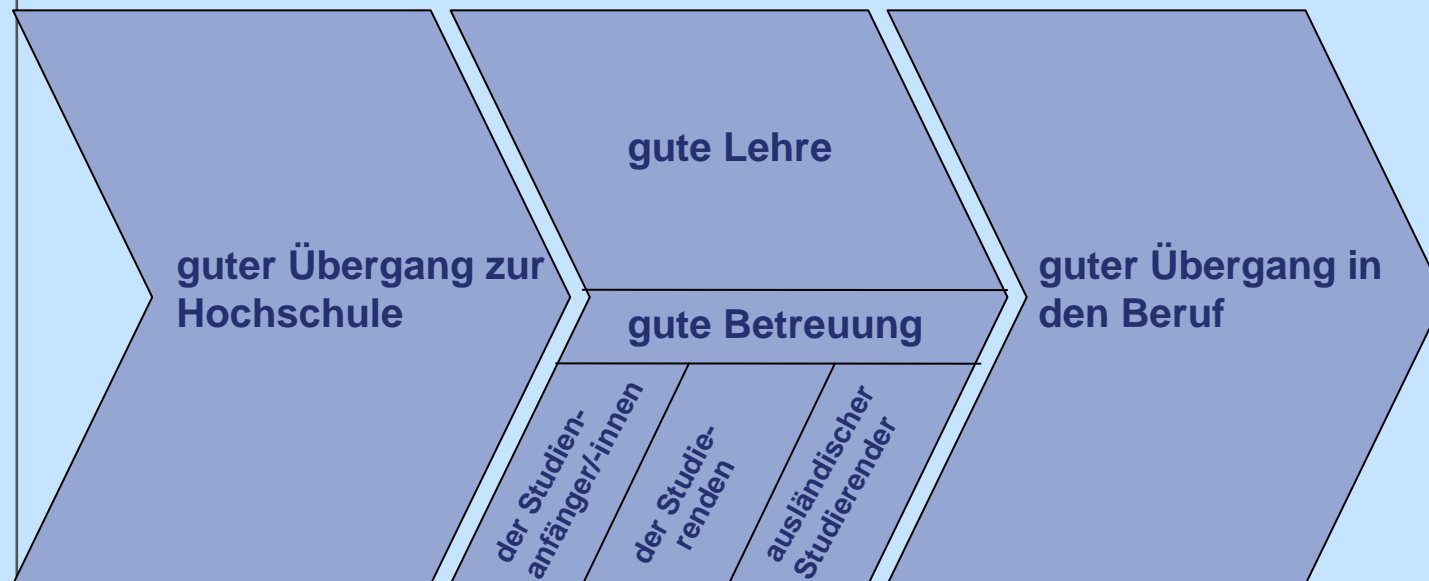 guter Übergang zur
Hochschule
gute Lehre
gute Betreuung
der Studien-
anfänger/-innen
der Studie-
renden
ausländischer
Studierender
guter Übergang in
den Beruf